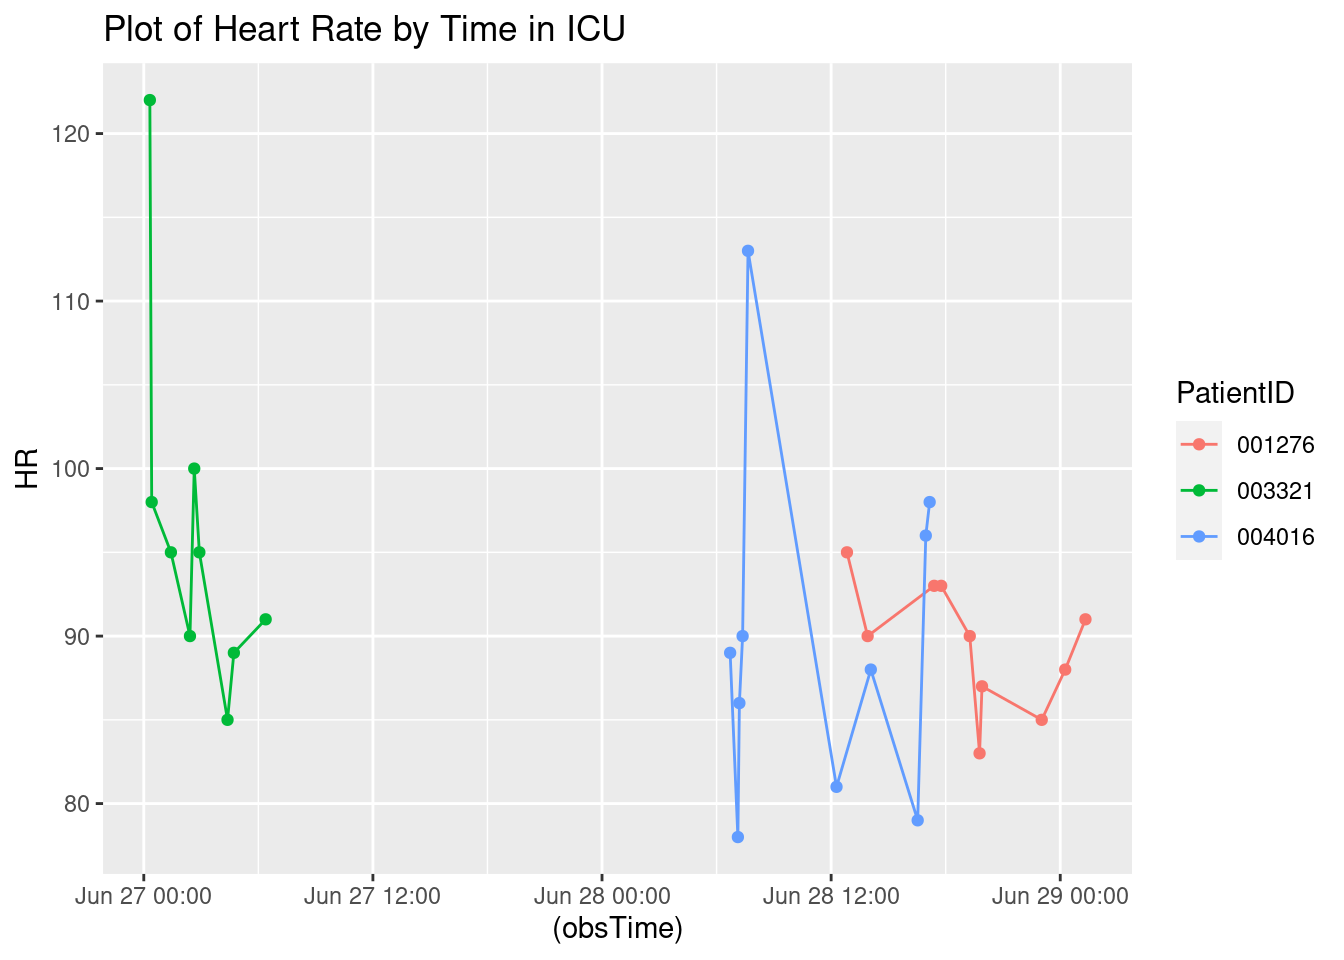 Plot of Heart Rate by Time in ICU
120
110
100
90
80
HR
Jun 27 00:00 Jun 27 12:00 Jun 28 00:00 Jun 28 12:00 Jun 29 00:00
(obsTime)
PatientID
001276
003321
004016